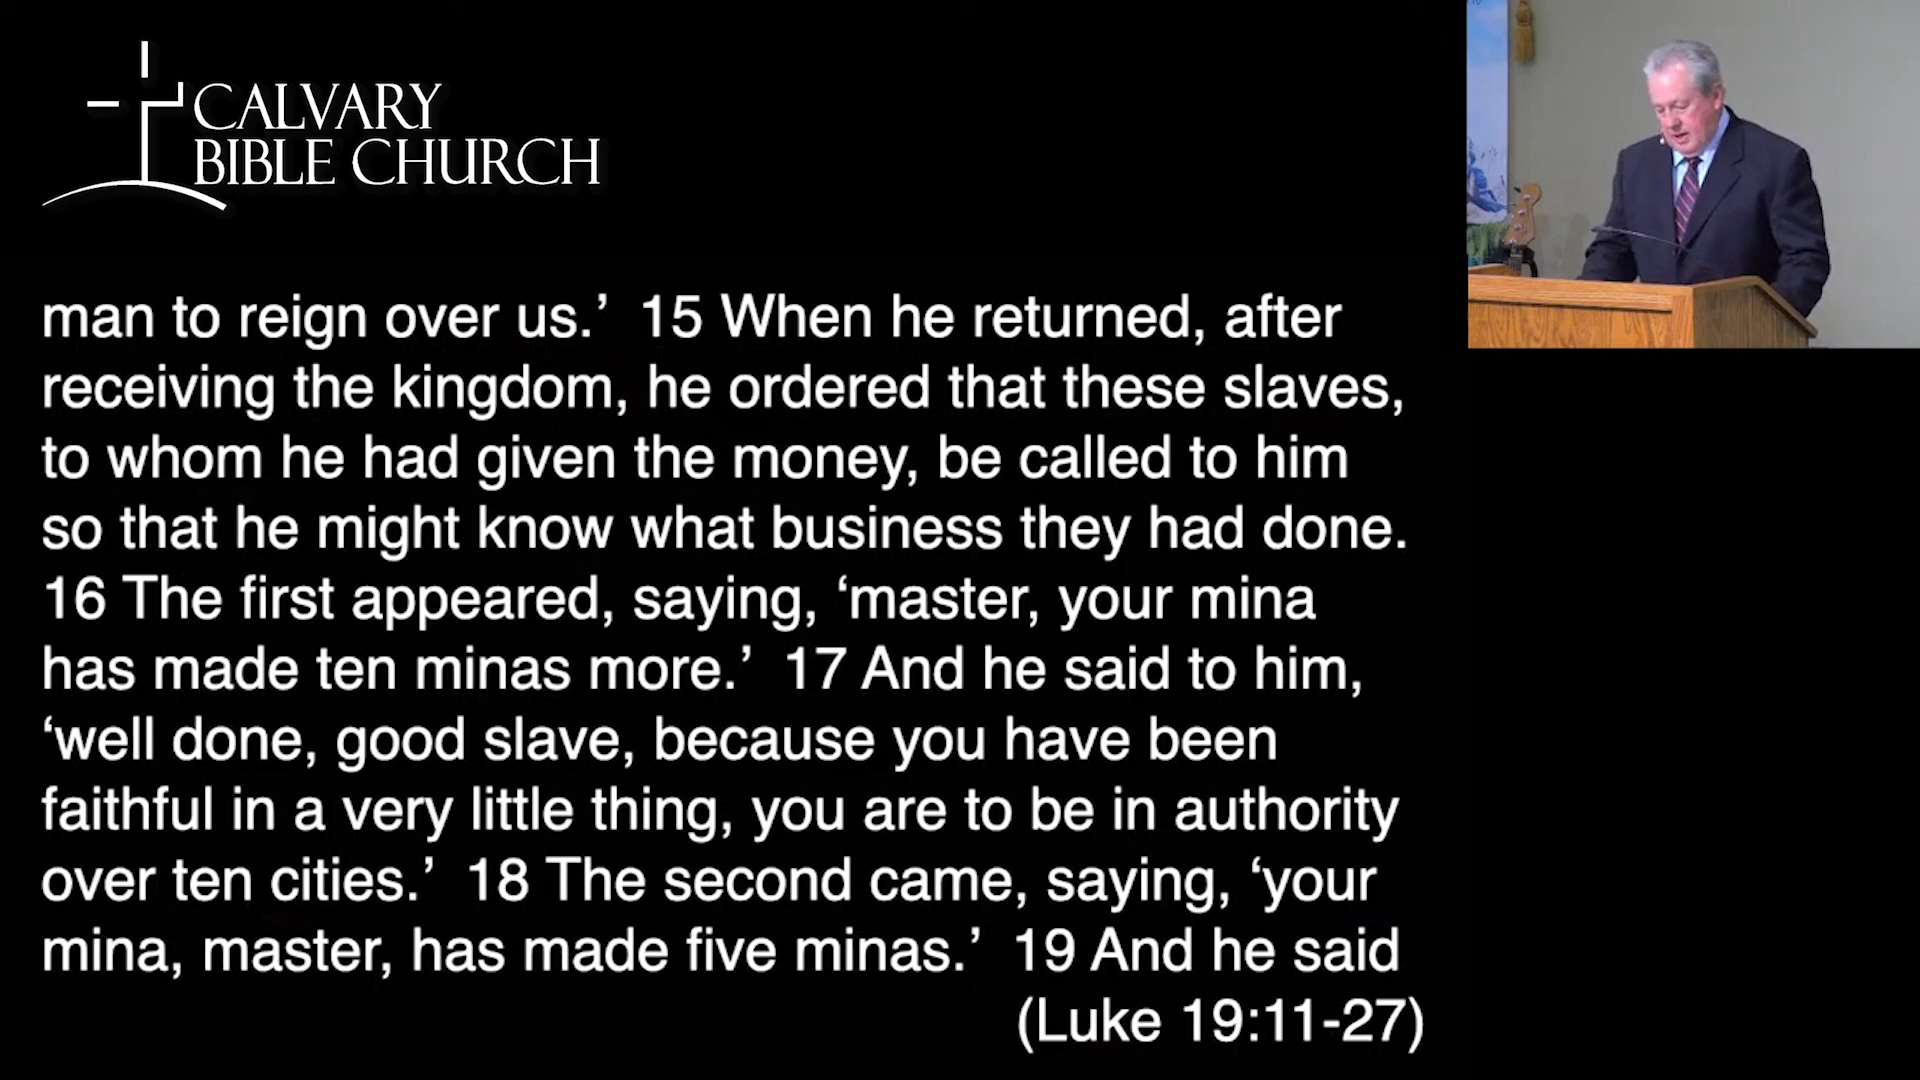 CALVARY
BIBLE CHURCH
man to reign over us.’  15 When he returned, after
receiving the kingdom, he ordered that these slaves,
to whom he had given the money, be called to him
so that he might know what business they had done.
16 The first appeared, saying, ‘master, your mina
has made ten minas more.’  17 And he said to him,
‘well done, good slave, because you have been
faithful in a very little thing, you are to be in authority
over ten cities.’  18 The second came, saying, ‘your
mina, master, has made five minas.’  19 And he said
(Luke 19:11-27)